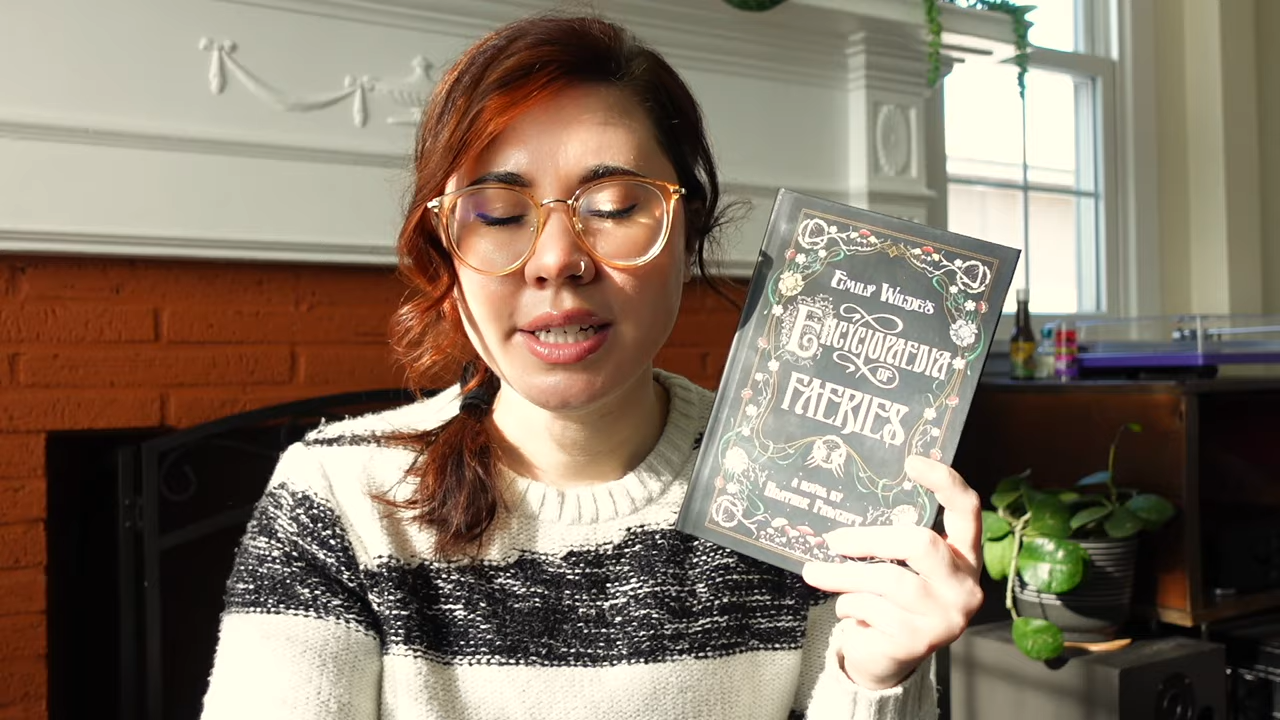 EMILY WILDE'S
ENCYCLOPAEDIA
OF
FAERIES
A NOVEL BY
HEATHER FAWCETT